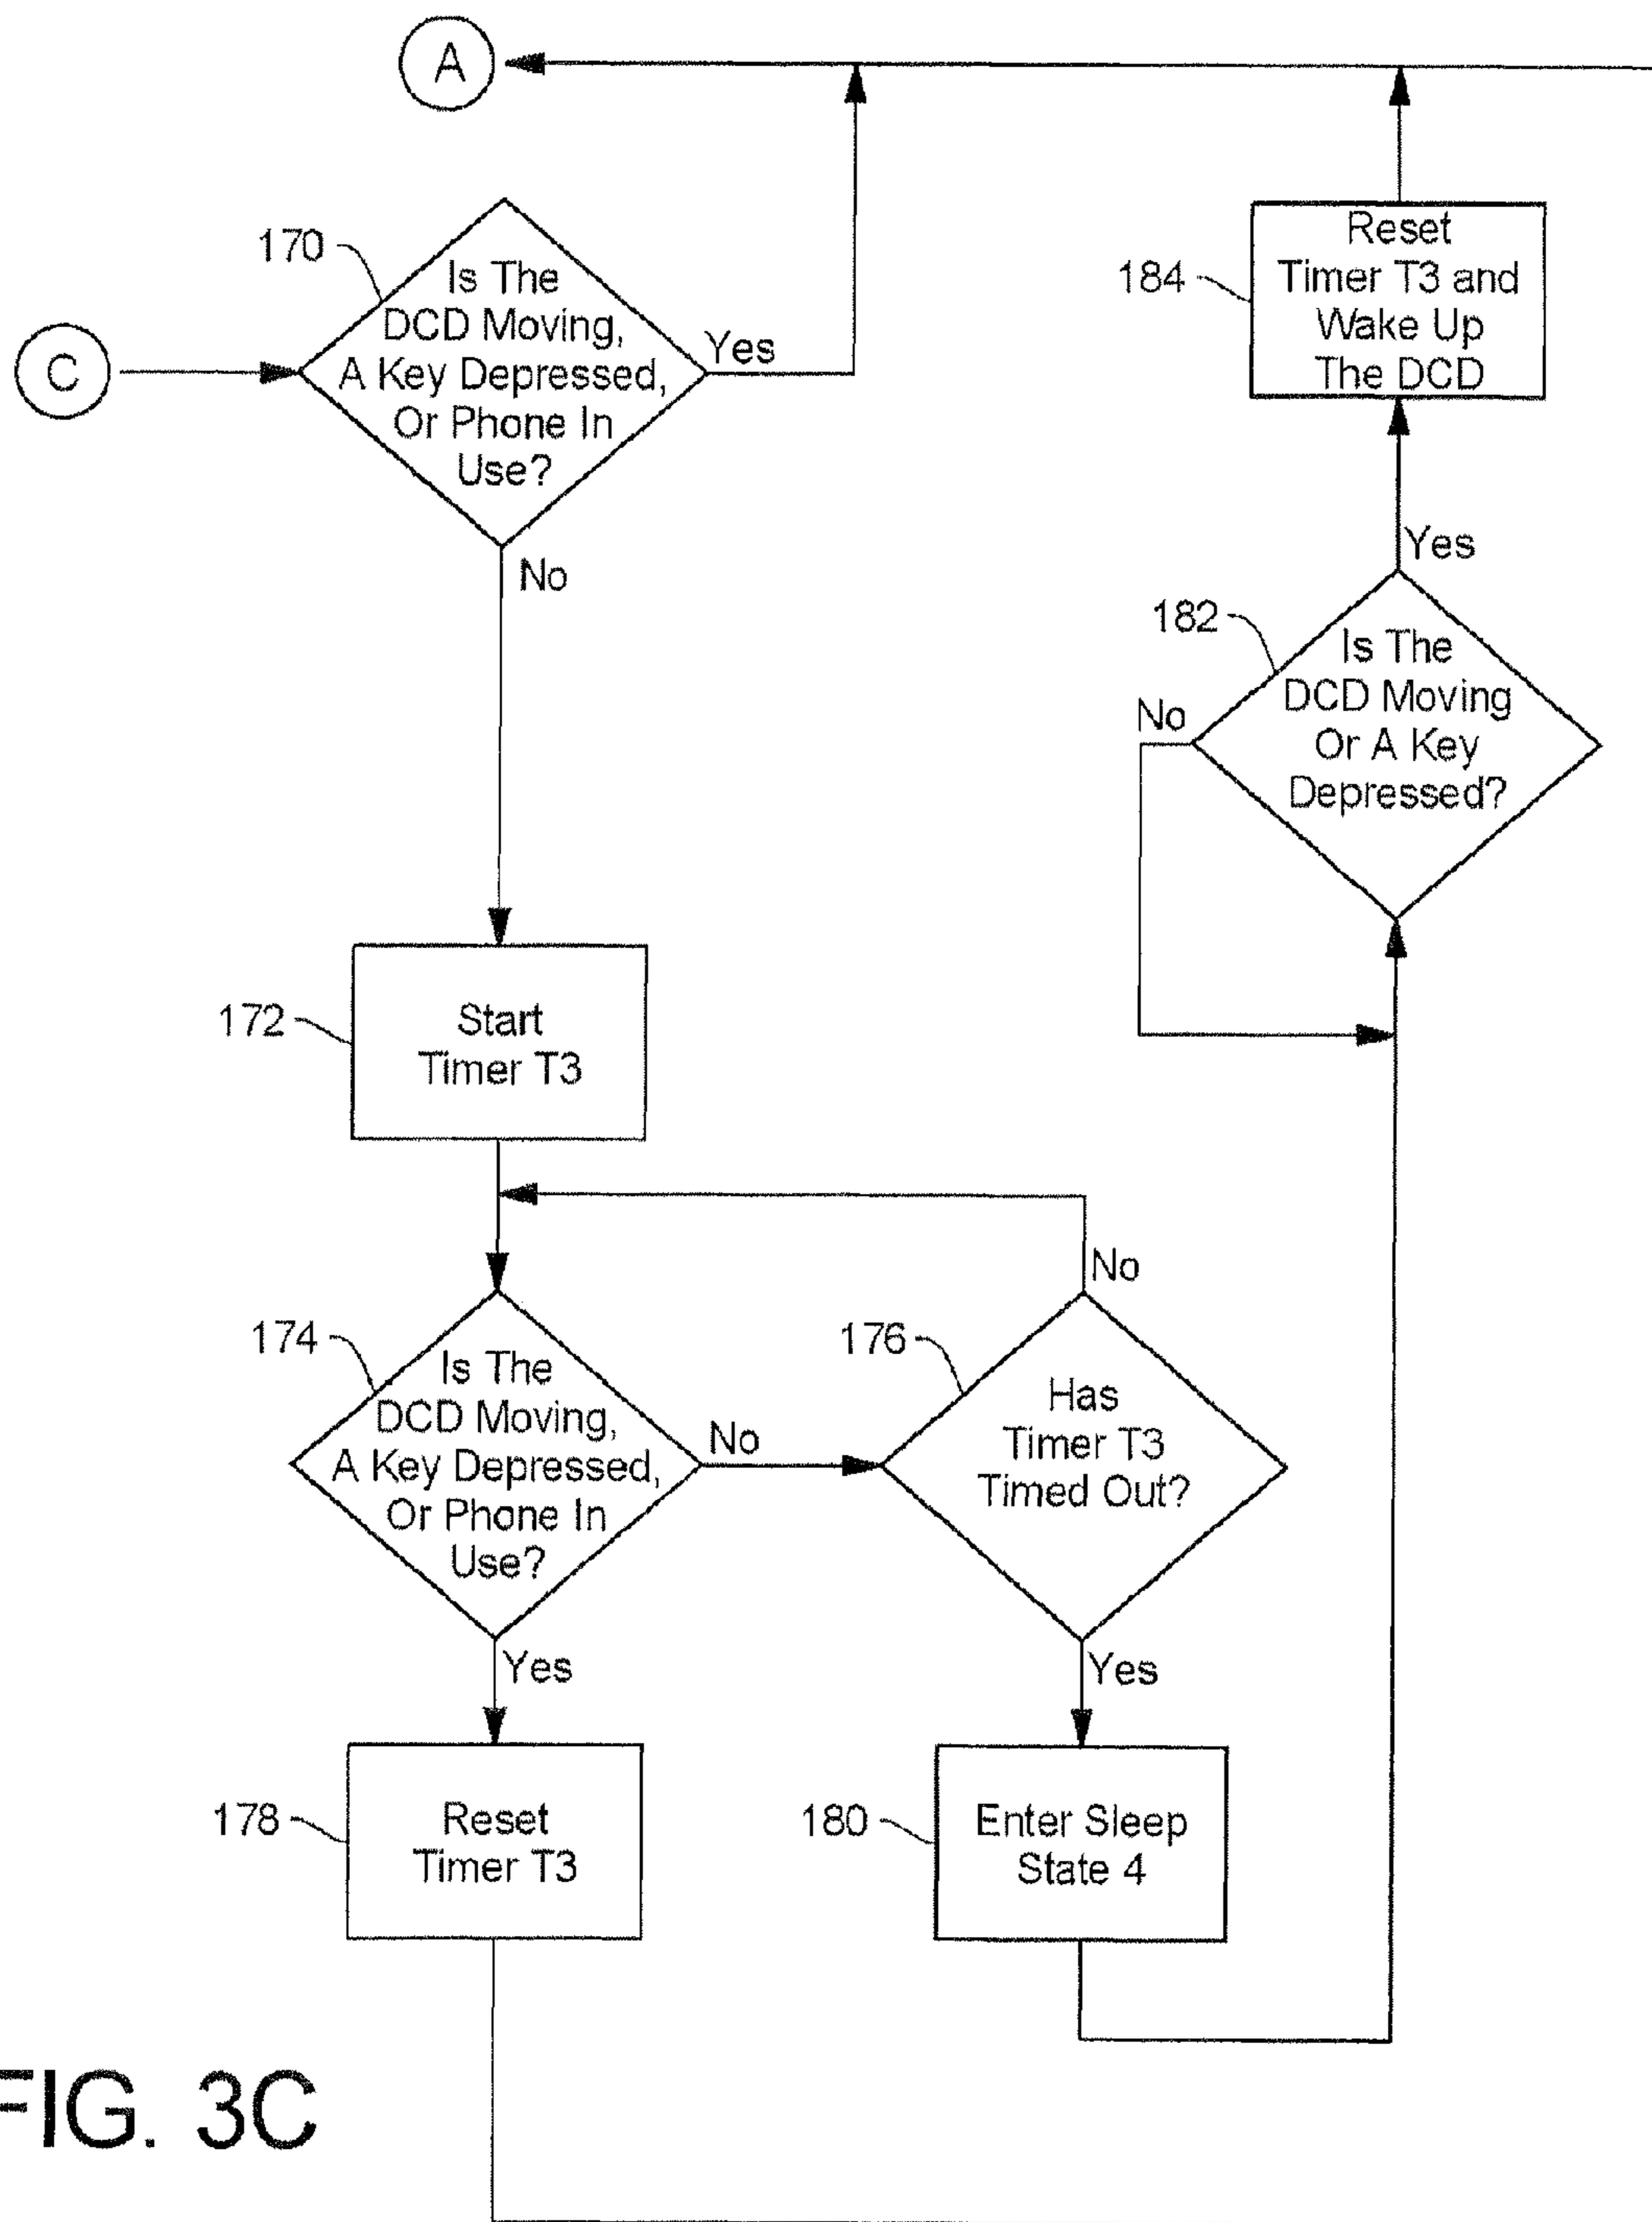 A
170
Is The
DCD Moving,
A Key Depressed,
Or Phone In
Use?
Yes
No
C
184
Reset
Timer T3 and
Wake Up
The DCD
Yes
182
Is The
DCD Moving
Or A Key
Depressed?
No
172
Start
Timer T3
174
Is The
DCD Moving,
A Key Depressed,
Or Phone In
Use?
No
Yes
176
Has
Timer T3
Timed Out?
No
Yes
178
Reset
Timer T3
180
Enter Sleep
State 4
FIG. 3C